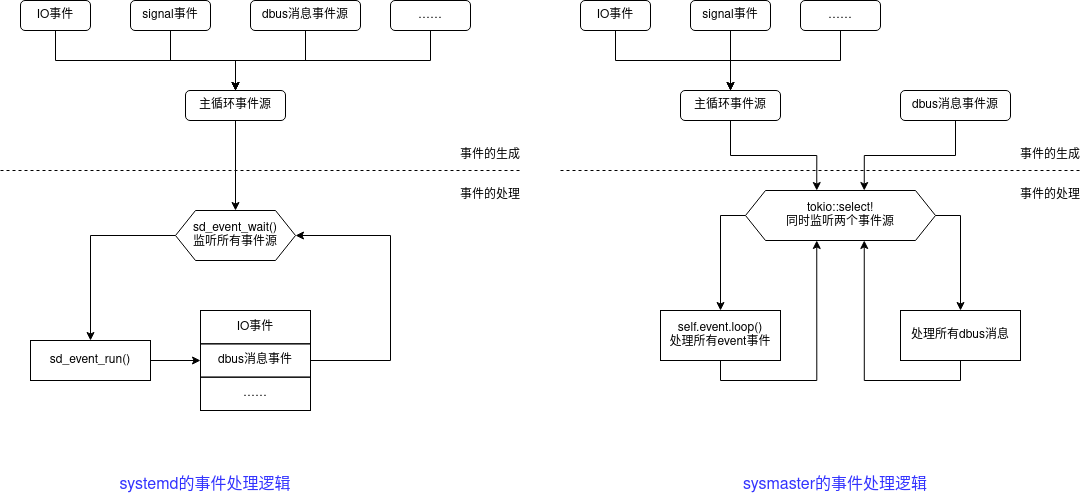 IO事件
signal事件
dbus消息事件源
……
主循环事件源
事件的生成
事件的处理
sd_event_wait()
监听所有事件源
sd_event_run()
IO事件
dbus消息事件
……
systemd的事件处理逻辑
IO事件
signal事件
……
主循环事件源
dbus消息事件源
事件的生成
事件的处理
tokio::select!
同时监听两个事件源
self.event.loop()
处理所有event事件
处理所有dbus消息
sysmaster的事件处理逻辑